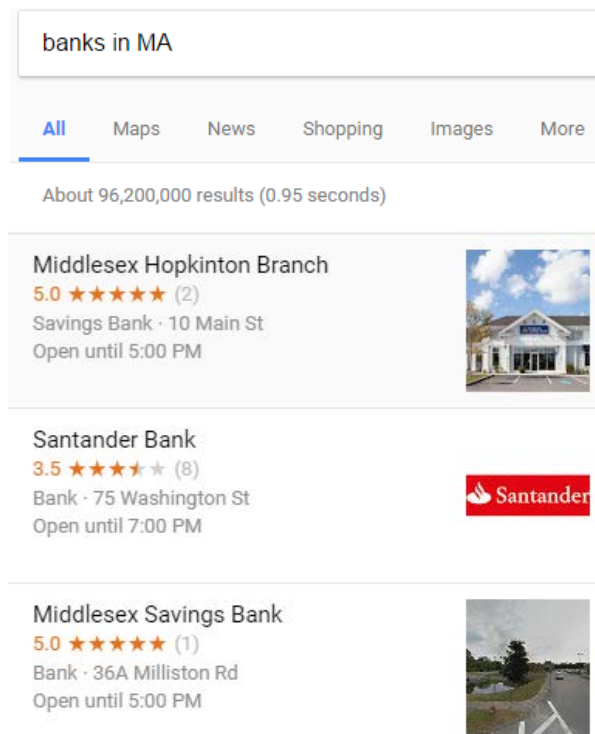 banks in MA
All Maps News Shopping Images More
About 96,200,000 results (0.95 seconds)
Middlesex Hopkinton Branch
5.0 ★★★★★ (2)
Savings Bank · 10 Main St
Open until 5:00 PM
Santander Bank
3.5 ★★★★★ (8)
Bank · 75 Washington St
Open until 7:00 PM
Santander
Middlesex Savings Bank
5.0 ★★★★★ (1)
Bank · 36A Milliston Rd
Open until 5:00 PM